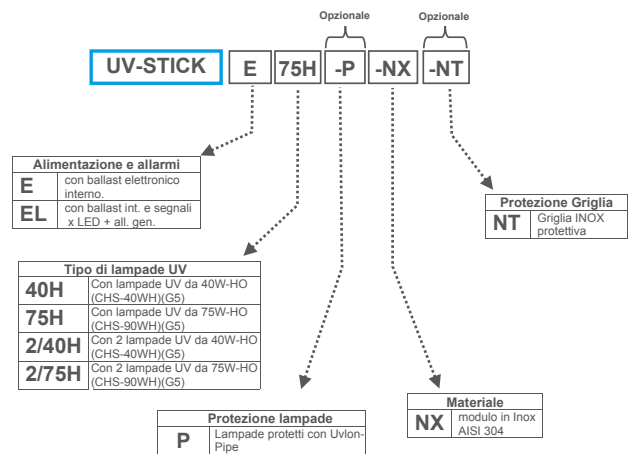 Opzionale Opzionale
UV-STICK E 75H -P -NX -NT
Alimentazione e allarmi
E con ballast elettronico
interno.
EL con ballast int. e segnali
x LED + all. gen.
Protezione Griglia
NT Griglia INOX
protettiva
Tipo di lampade UV
40H Con lampade UV da 40W-HO
(CHS-40WH)(G5)
75H Con lampade UV da 75W-HO
(CHS-90WH)(G5)
2/40H Con 2 lampade UV da 40W-HO
(CHS-40WH)(G5)
2/75H Con 2 lampade UV da 75W-HO
(CHS-90WH)(G5)
Materiale
NX modulo in Inox
AISI 304
Protezione lampade
P Lampade protetti con Uvlon-
Pipe